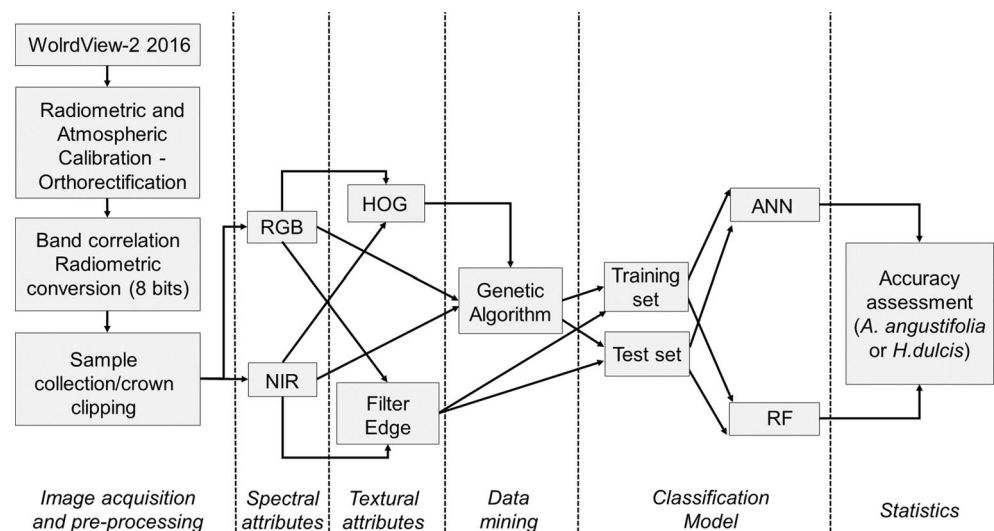 WolrdView-2 2016
Radiometric and
Atmospheric
Calibration -
Orthorectification
Band correlation
Radiometric
conversion (8 bits)
Sample
collection/crown
clipping
RGB
NIR
HOG
Filter
Edge
Genetic
Algorithm
Training
set
Test set
ANN
RF
Accuracy
assessment
(A. angustifolia
or H.dulcis)
Image acquisition
and pre-processing
Spectral
attributes
Textural
attributes
Data
mining
Classification
Model
Statistics